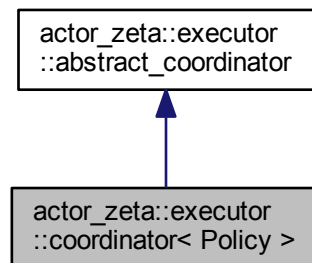 actor_zeta::executor
::abstract_coordinator
actor_zeta::executor
::coordinator< Policy >